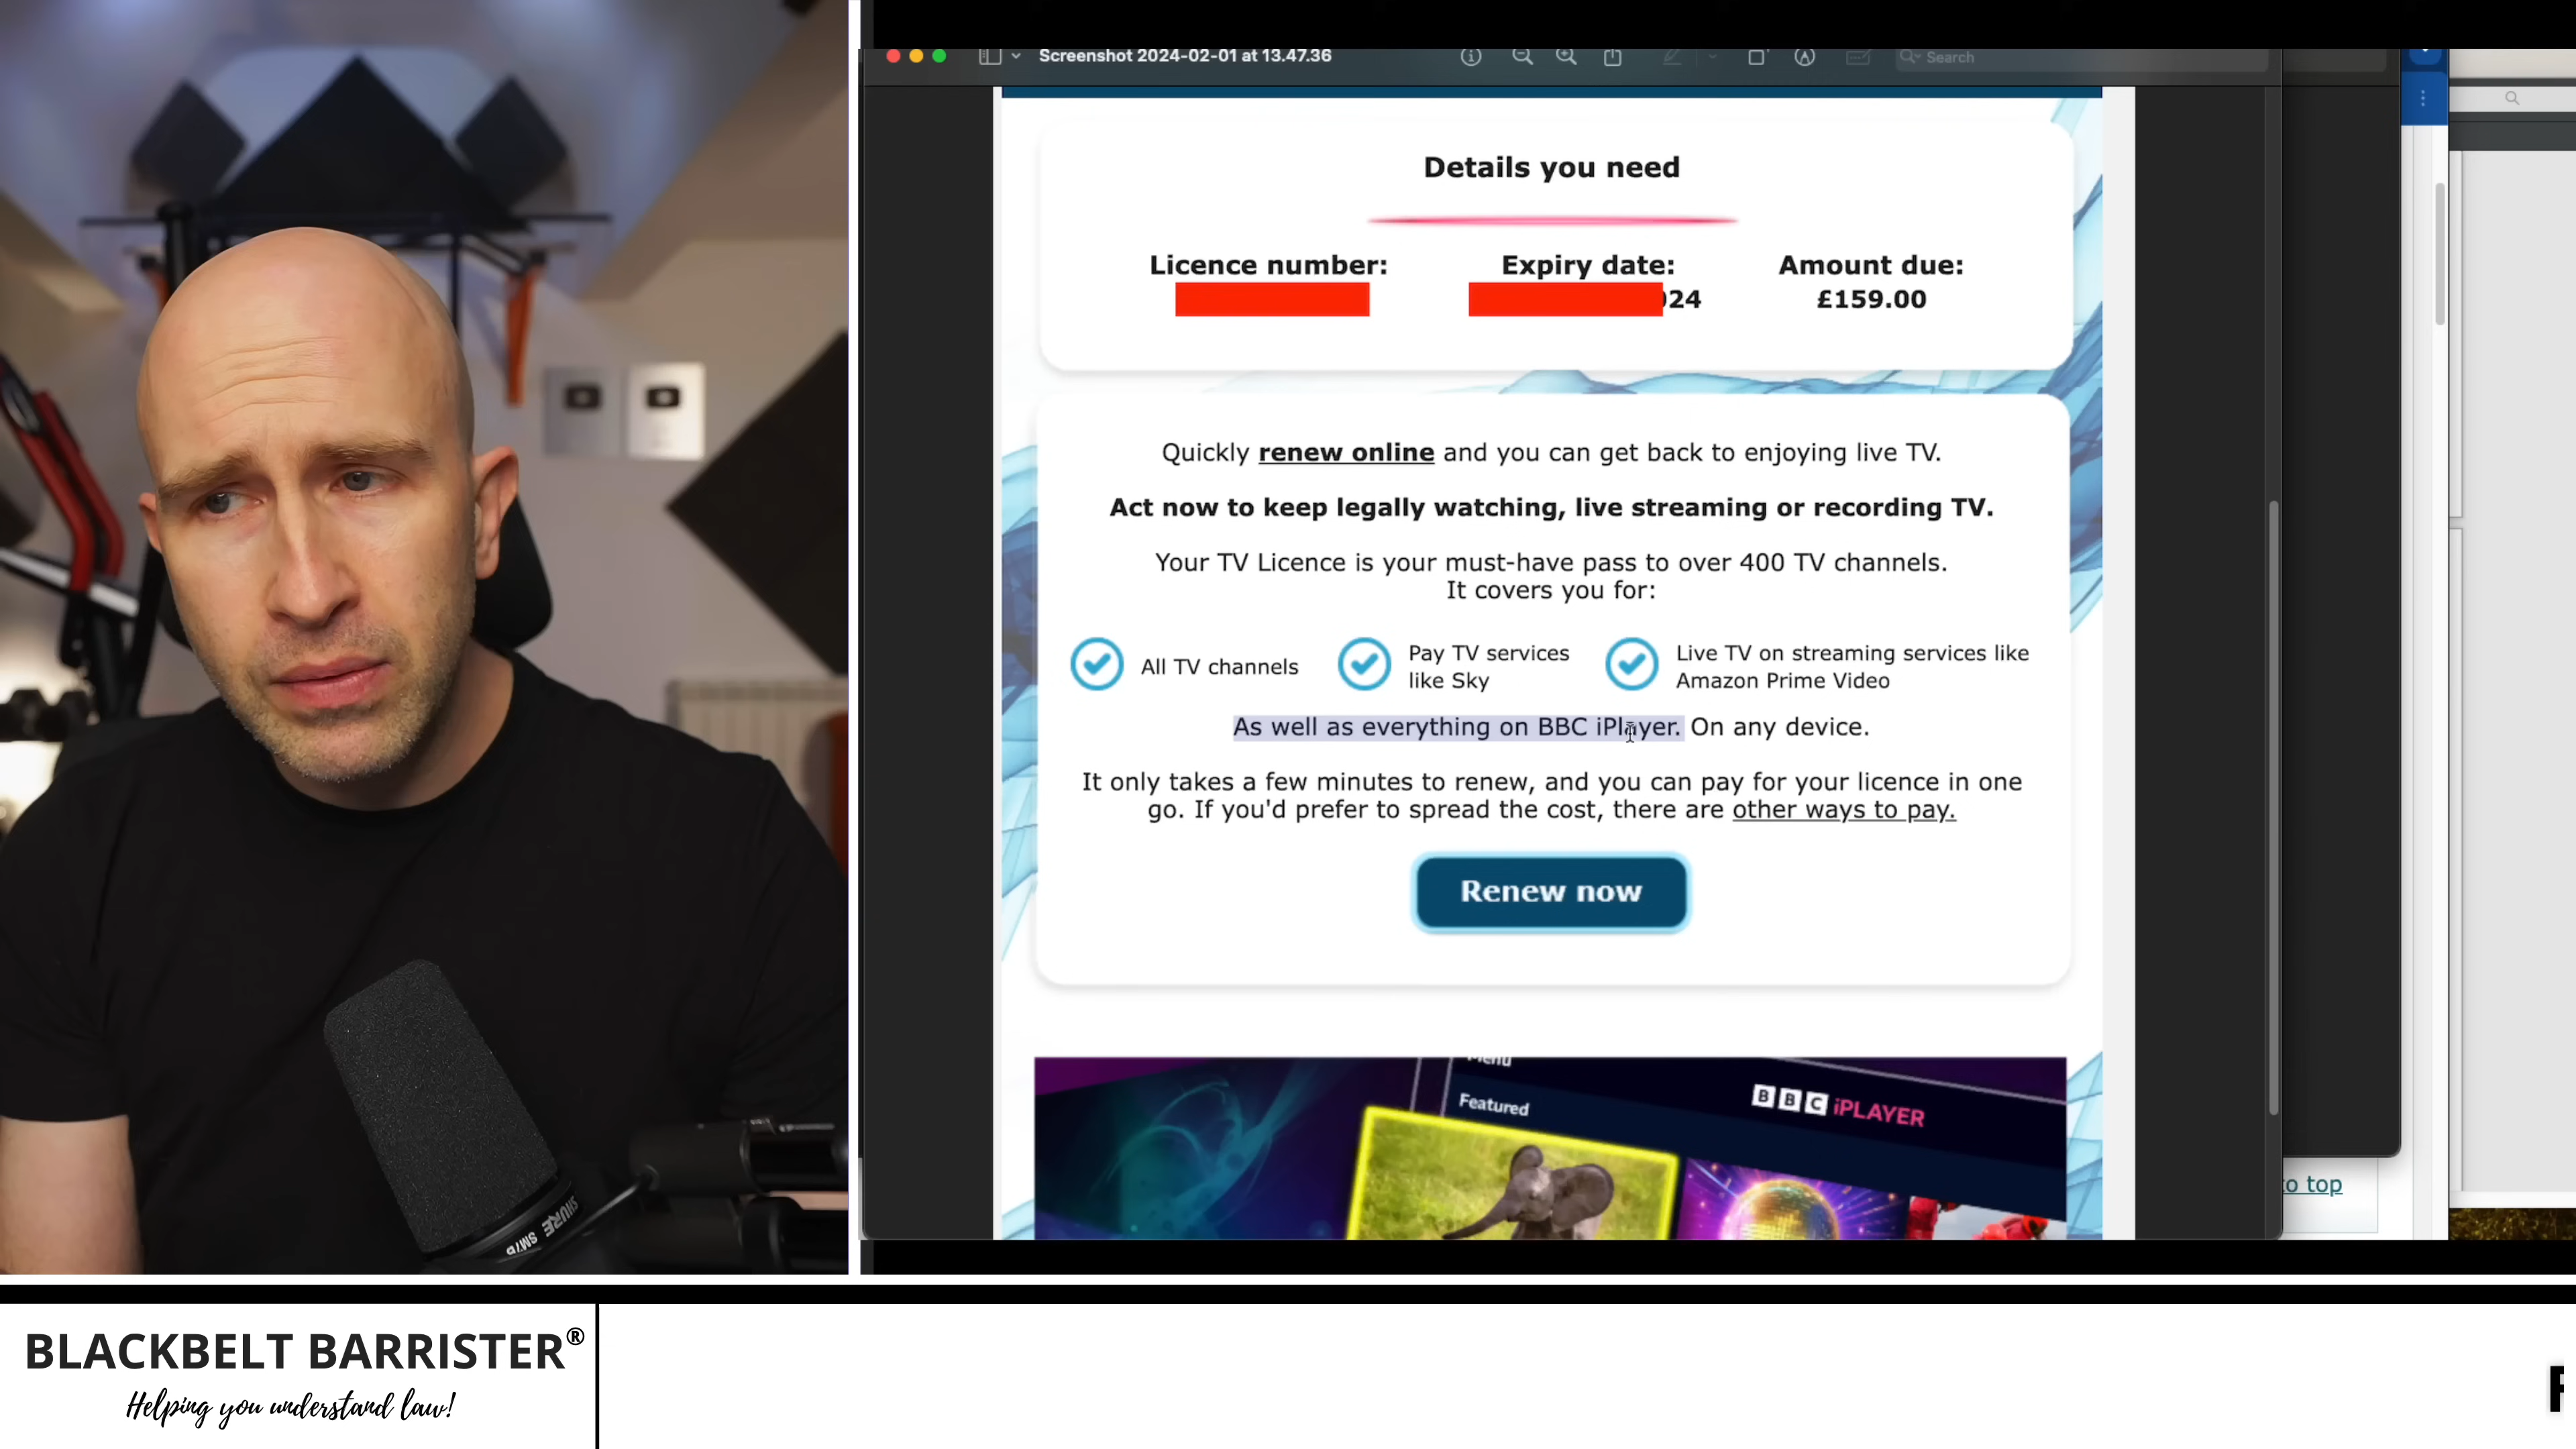 Screenshot 2024-02-01 at 13.47.36
Search
Details you need
Licence number:
Expiry date:
Amount due:
24
£159.00
Quickly renew online and you can get back to enjoying live TV.
Act now to keep legally watching, live streaming or recording TV.
Your TV Licence is your must-have pass to over 400 TV channels.
It covers you for:
All TV channels
Pay TV services
like Sky
Live TV on streaming services like
Amazon Prime Video
As well as everything on BBC iPlayer. On any device.
It only takes a few minutes to renew, and you can pay for your licence in one
go. If you'd prefer to spread the cost, there are other ways to pay.
Renew now
Menu
Featured
BBC iPLAYER
to top
SHURE SM7B
BLACKBELT BARRISTER®
Helping you understand law!